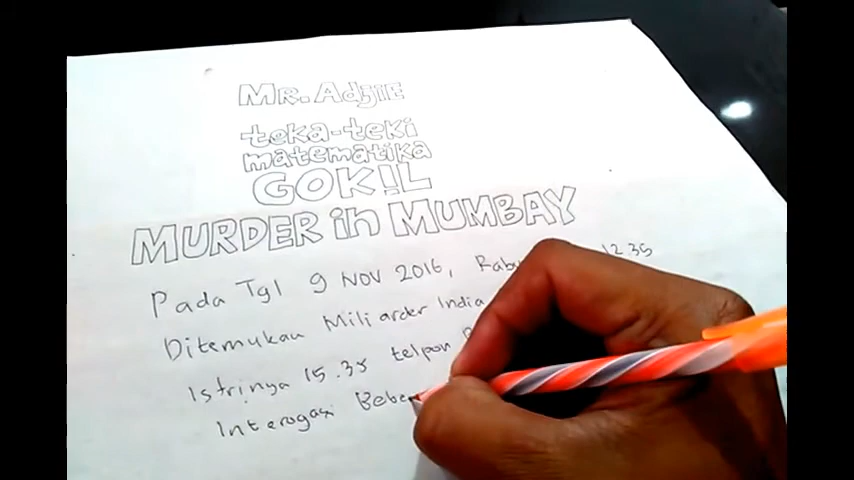 Mr. AdjIE
teka-teki
matematika
GOK!L
MURDER in MUMBAY
Pada Tgl 9 NOV 2016, Rabu 12.35
Ditemukan Miliarder India
Istrinya 15.35 telpon
Interogasi